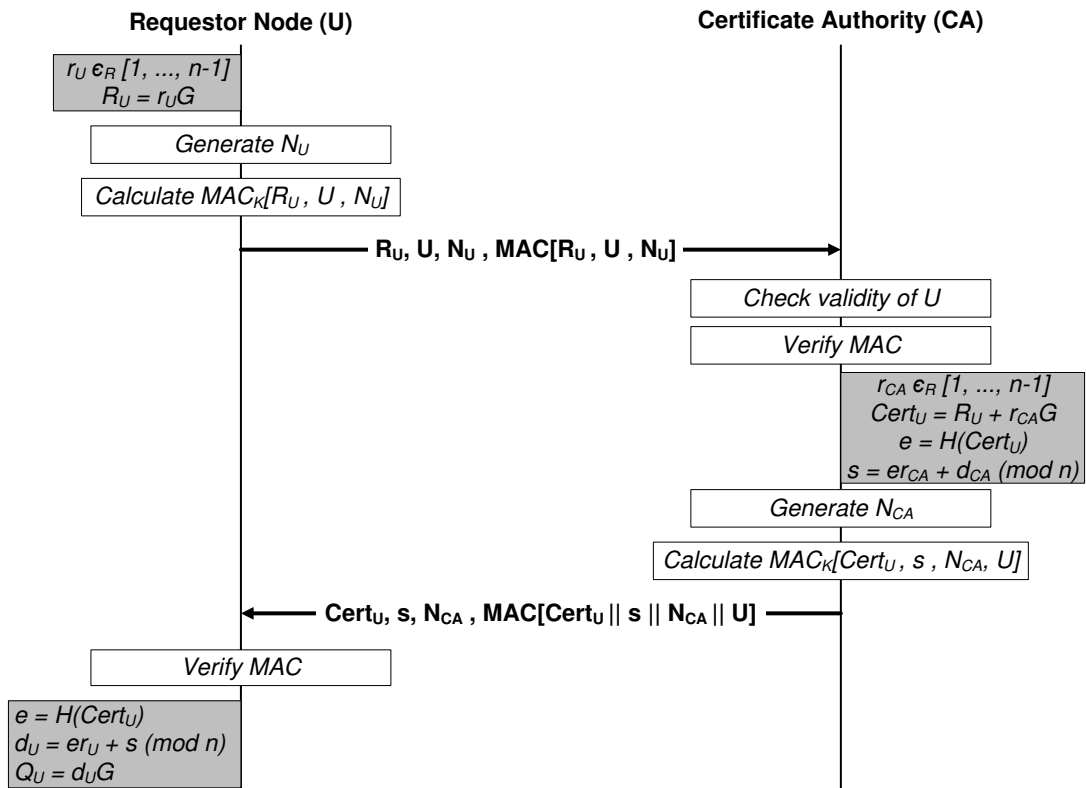 Requestor Node (U)
Certificate Authority (CA)
r_U ϵ_R [1, ..., n-1]
R_U = r_UG
Generate N_U
Calculate MAC_K[R_U , U , N_U]
R_U, U, N_U , MAC[R_U , U , N_U]
Check validity of U
Verify MAC
r_CA ϵ_R [1, ..., n-1]
Cert_U = R_U + r_CAG
e = H(Cert_U)
s = er_CA + d_CA (mod n)
Generate N_CA
Calculate MAC_K[Cert_U , s , N_CA, U]
Cert_U, s, N_CA , MAC[Cert_U || s || N_CA || U]
Verify MAC
e = H(Cert_U)
d_U = er_U + s (mod n)
Q_U = d_UG